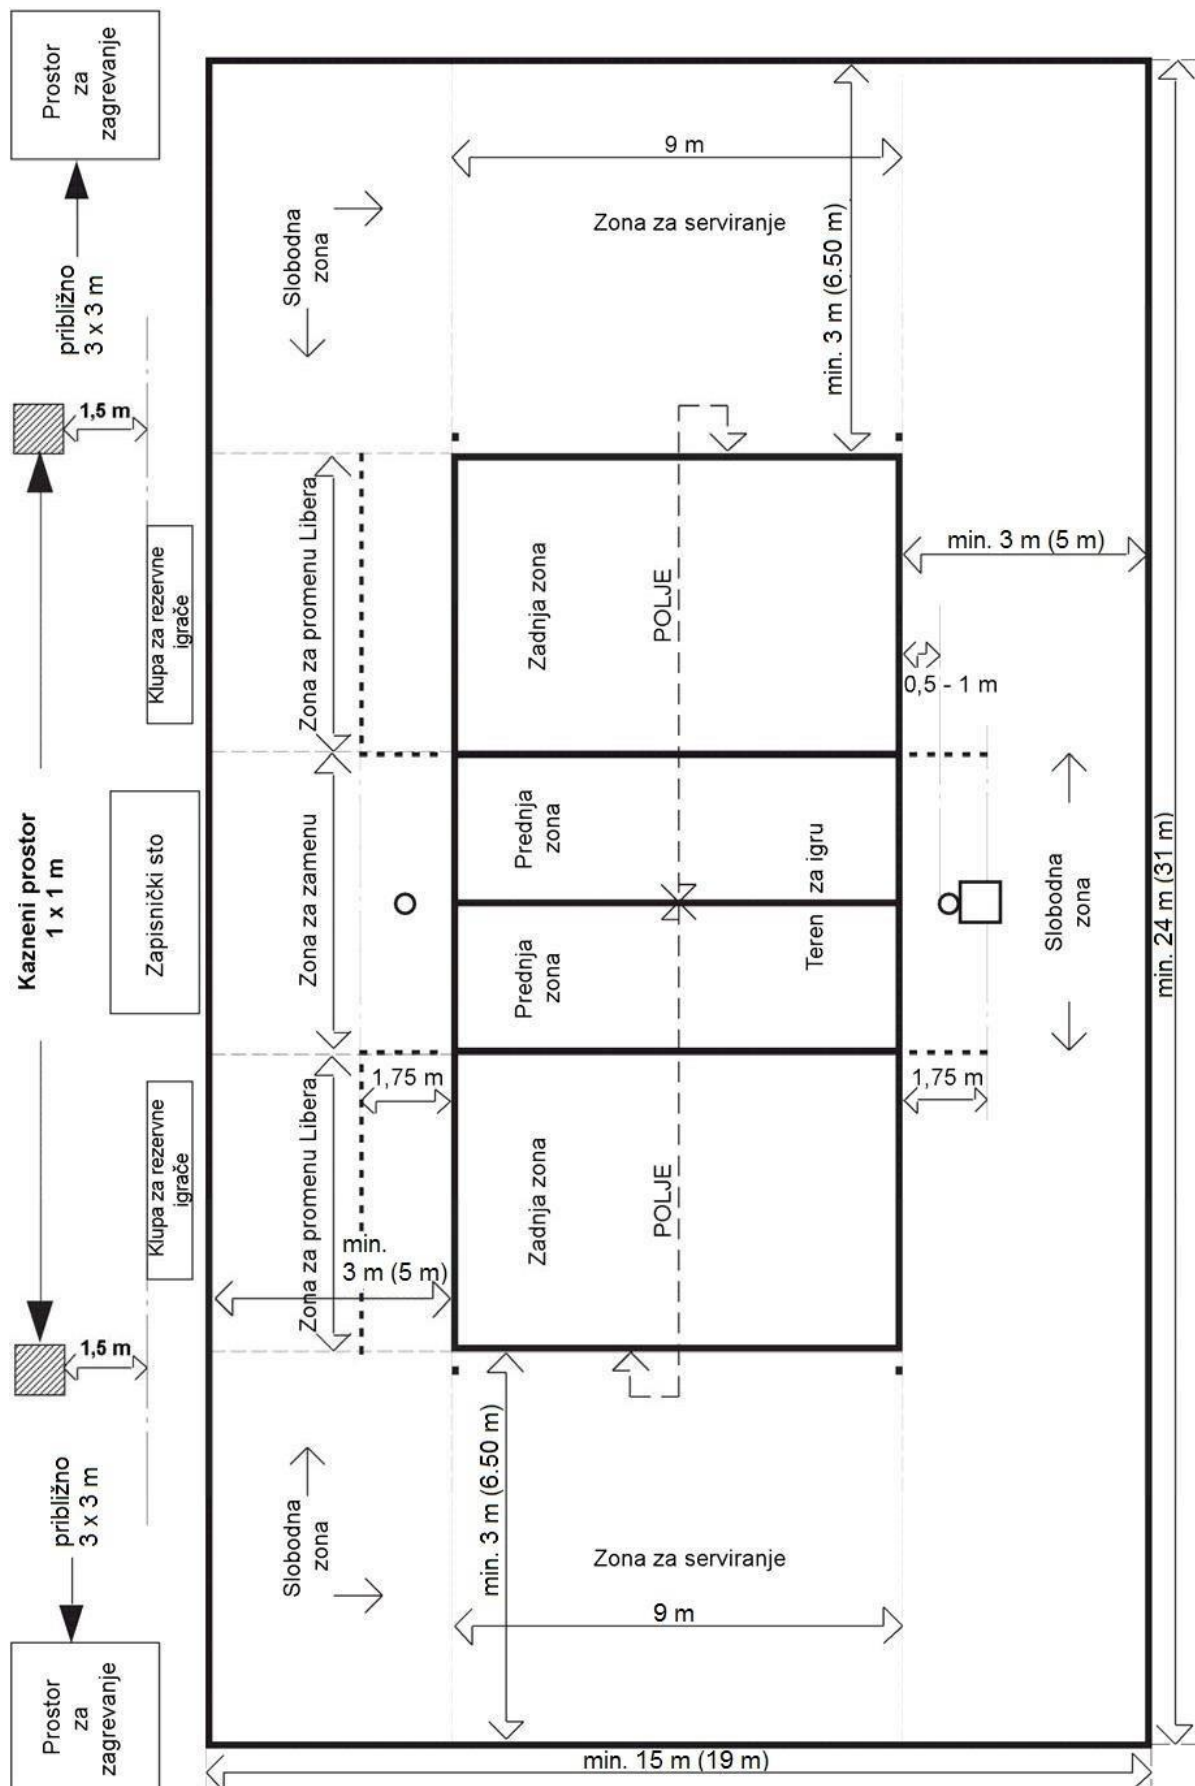 Prostor
za
zagrevanje
9 m
Zona za serviranje
Slobodna
zona
min. 3 m (6.50 m)
približno
3 x 3 m
1,5 m
Klupa za rezervne
igrače
Zona za promenu Libera
Zadnja zona
POLJE
min. 3 m (5 m)
0,5 - 1 m
Kazneni prostor
1 x 1 m
Zapisnički sto
Zona za zamenu
Prednja
zona
Prednja
zona
Teren za igru
Slobodna
zona
min. 24 m (31 m)
1,75 m
1,75 m
Klupa za rezervne
igrače
Zona za promenu Libera
Zadnja zona
POLJE
min.
3 m (5 m)
1,5 m
približno
3 x 3 m
Slobodna
zona
min. 3 m (6.50 m)
Zona za serviranje
9 m
Prostor
za
zagrevanje
min. 15 m (19 m)